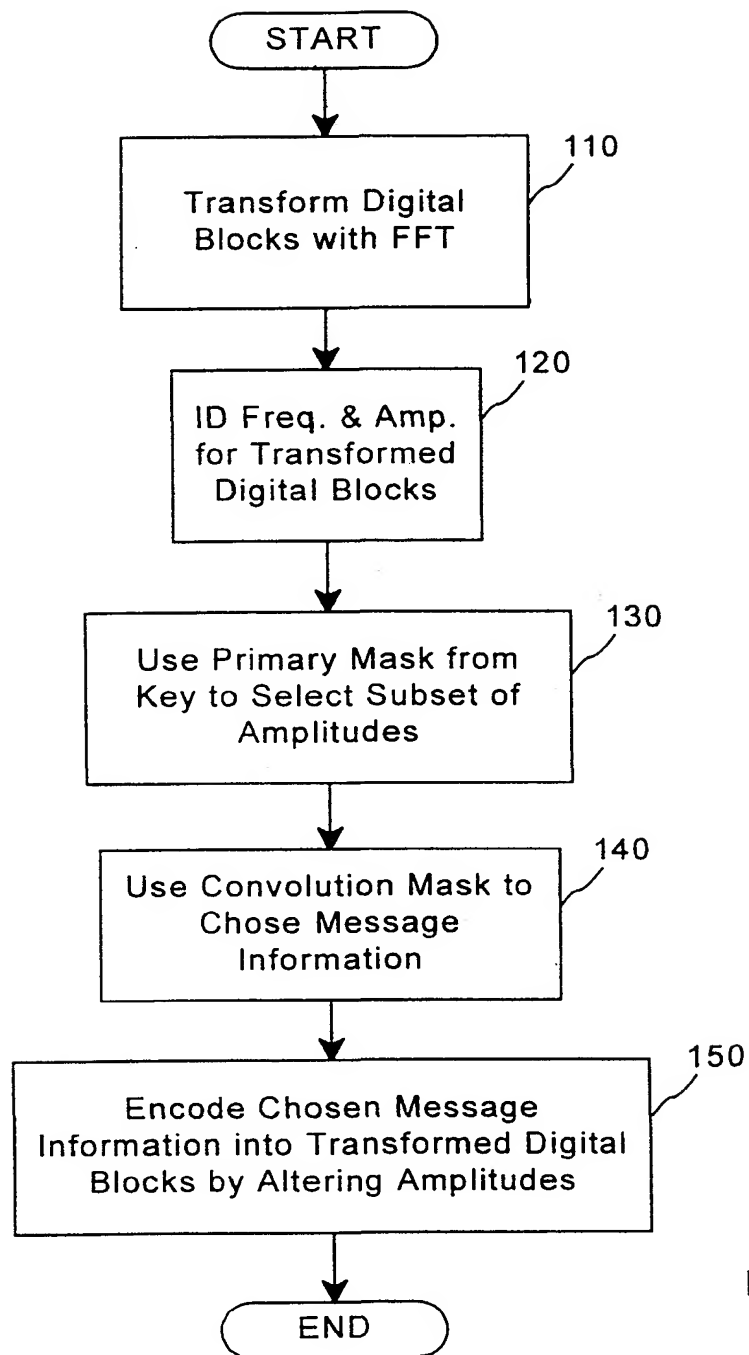 START
110
Transform Digital
Blocks with FFT
120
ID Freq. & Amp.
for Transformed
Digital Blocks
130
Use Primary Mask from
Key to Select Subset of
Amplitudes
140
Use Convolution Mask to
Chose Message
Information
150
Encode Chosen Message
Information into Transformed Digital
Blocks by Altering Amplitudes
END